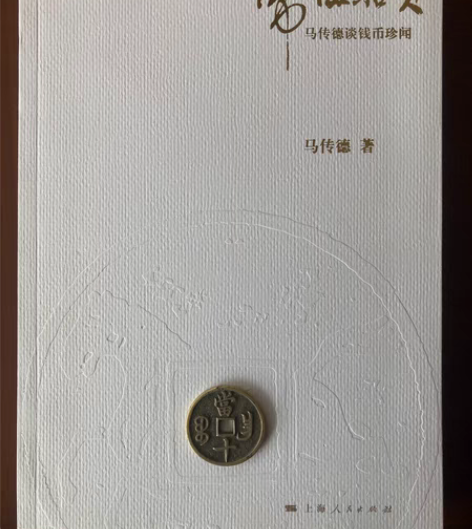 马传德谈钱币珍闻
马传德 著
當
十
上海人民出版社